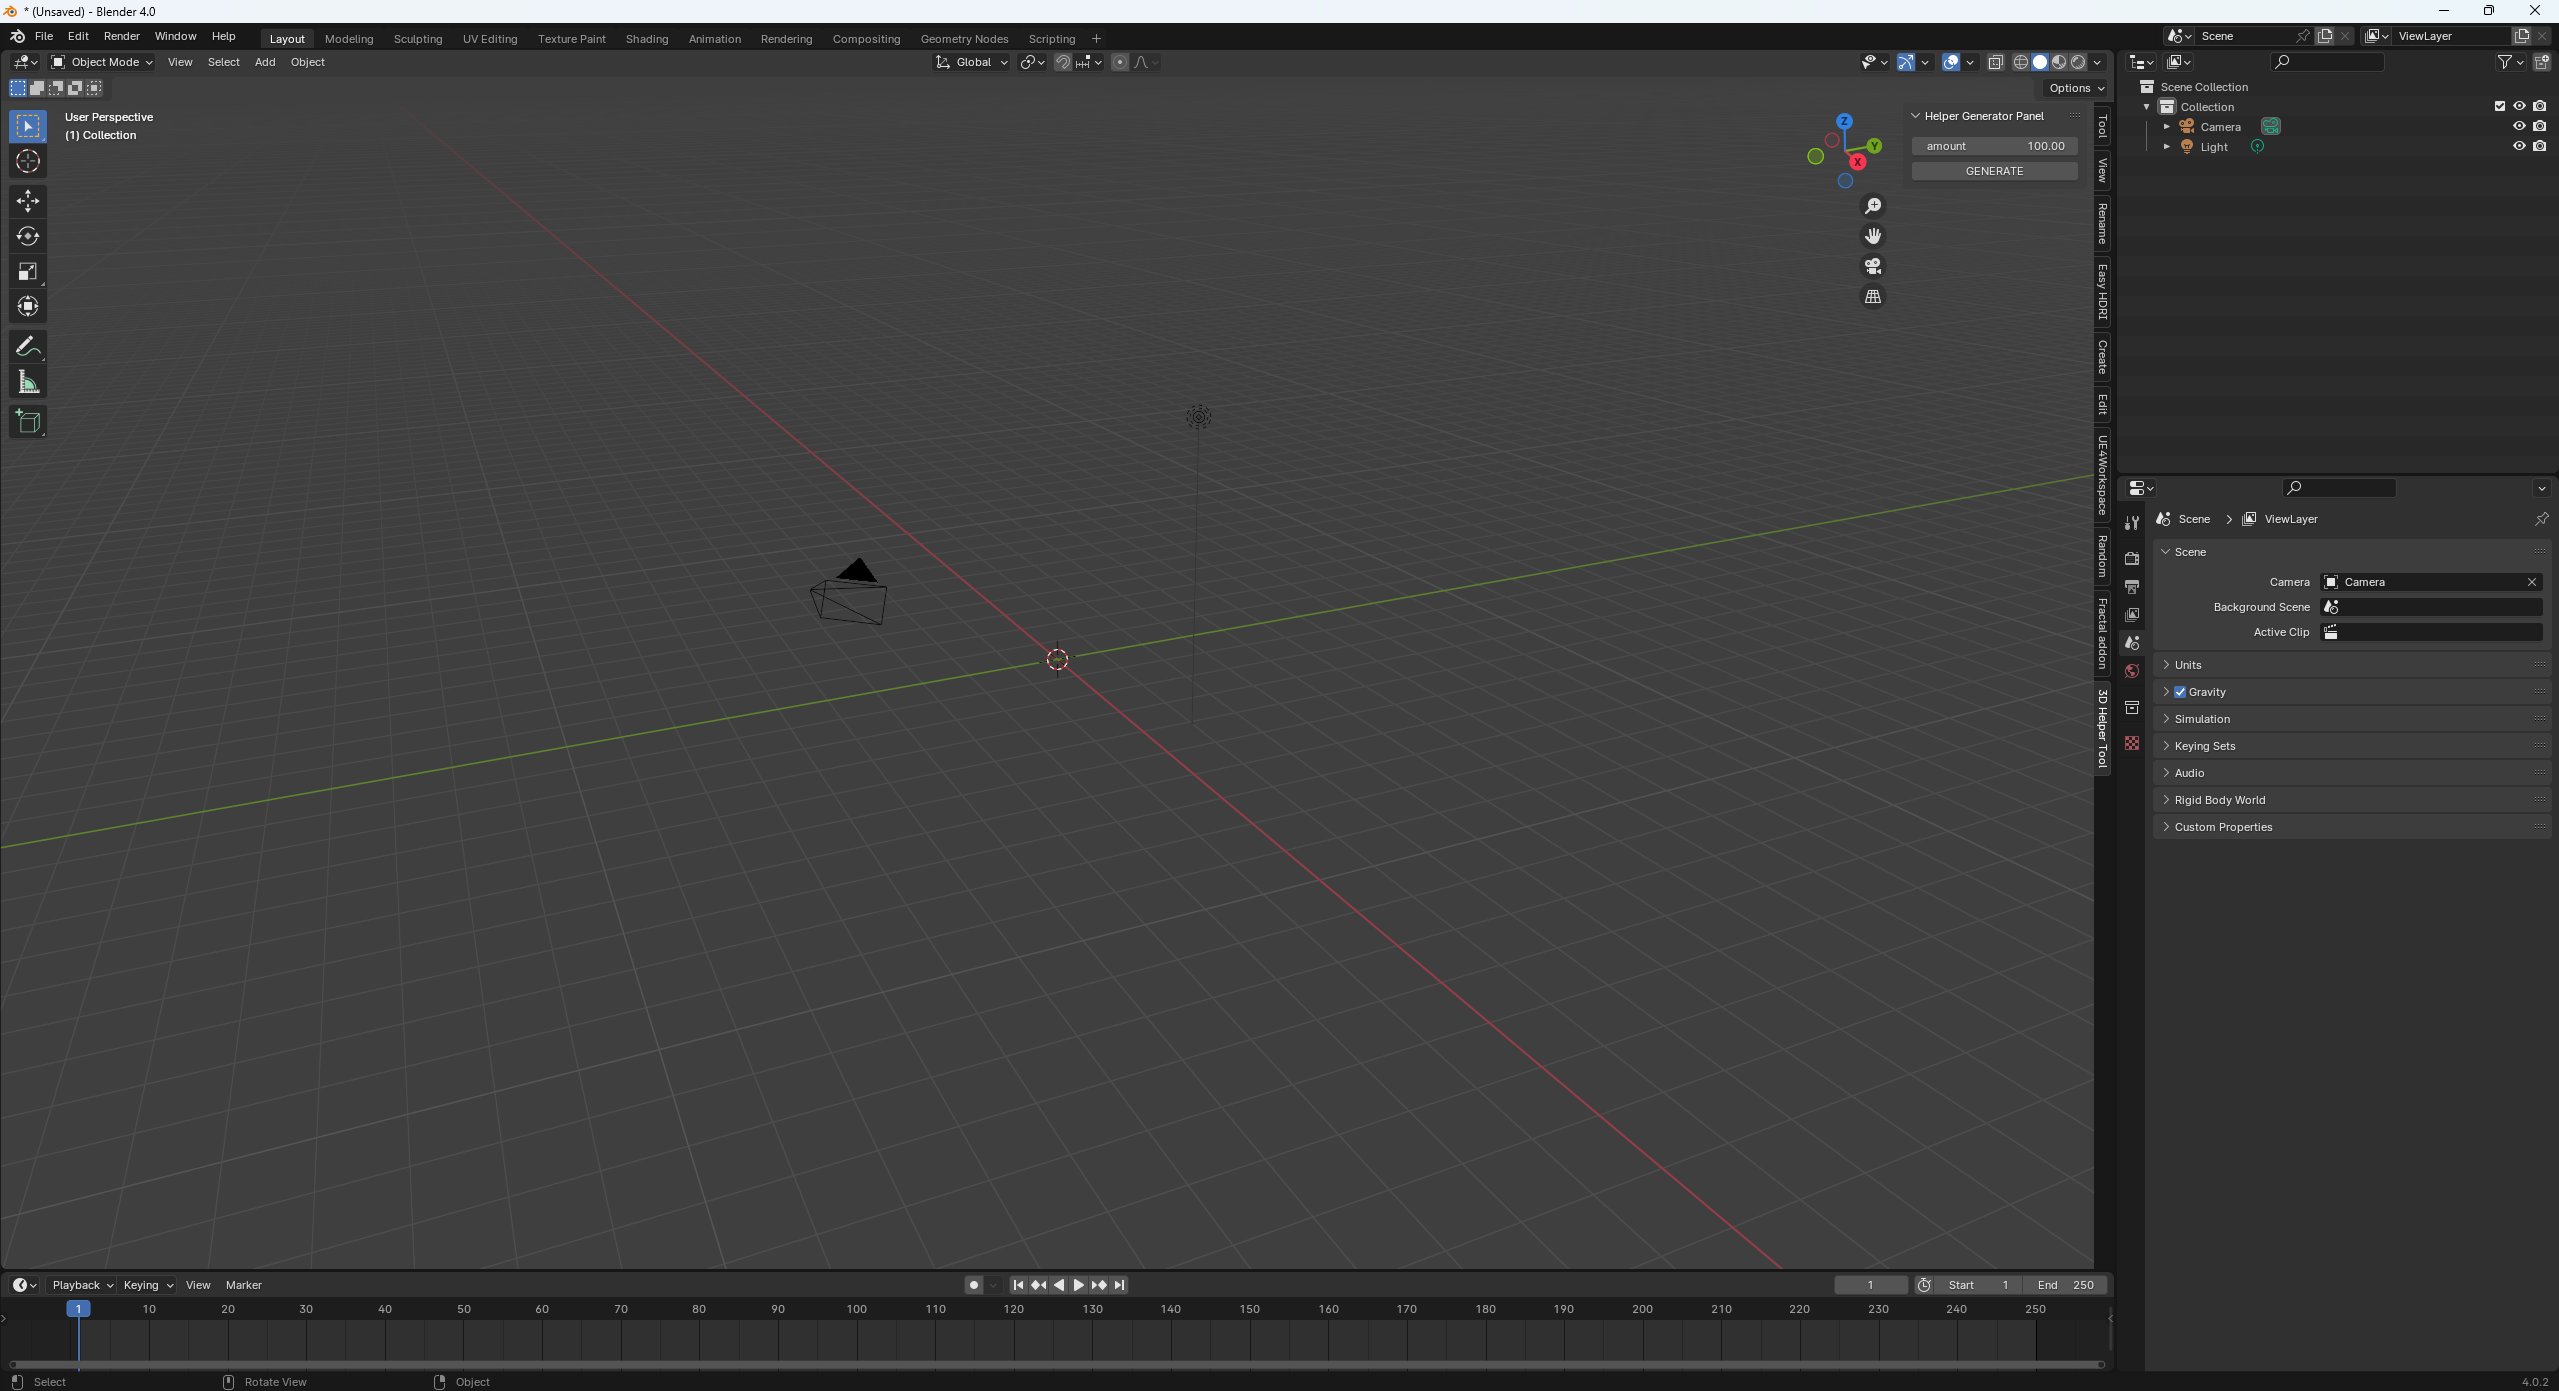 * (Unsaved) - Blender 4.0
File Edit Render Window Help Layout Modeling Sculpting UV Editing Texture Paint Shading Animation Rendering Compositing Geometry Nodes Scripting + Scene ViewLayer
Object Mode View Select Add Object Global
Options
User Perspective
(1) Collection
Z
Y
X
Helper Generator Panel
amount 100.00
GENERATE
Tool
View
Rename
Easy HDRI
Create
Edit
UE4Workspace
Random
Fractal addon
3D Helper Tool
Scene Collection
Collection
Camera
Light
Scene > ViewLayer
Scene
Camera Camera
Background Scene
Active Clip
Units
Gravity
Simulation
Keying Sets
Audio
Rigid Body World
Custom Properties
Playback Keying View Marker 1 Start 1 End 250
1 10 20 30 40 50 60 70 80 90 100 110 120 130 140 150 160 170 180 190 200 210 220 230 240 250
Select Rotate View Object 4.0.2